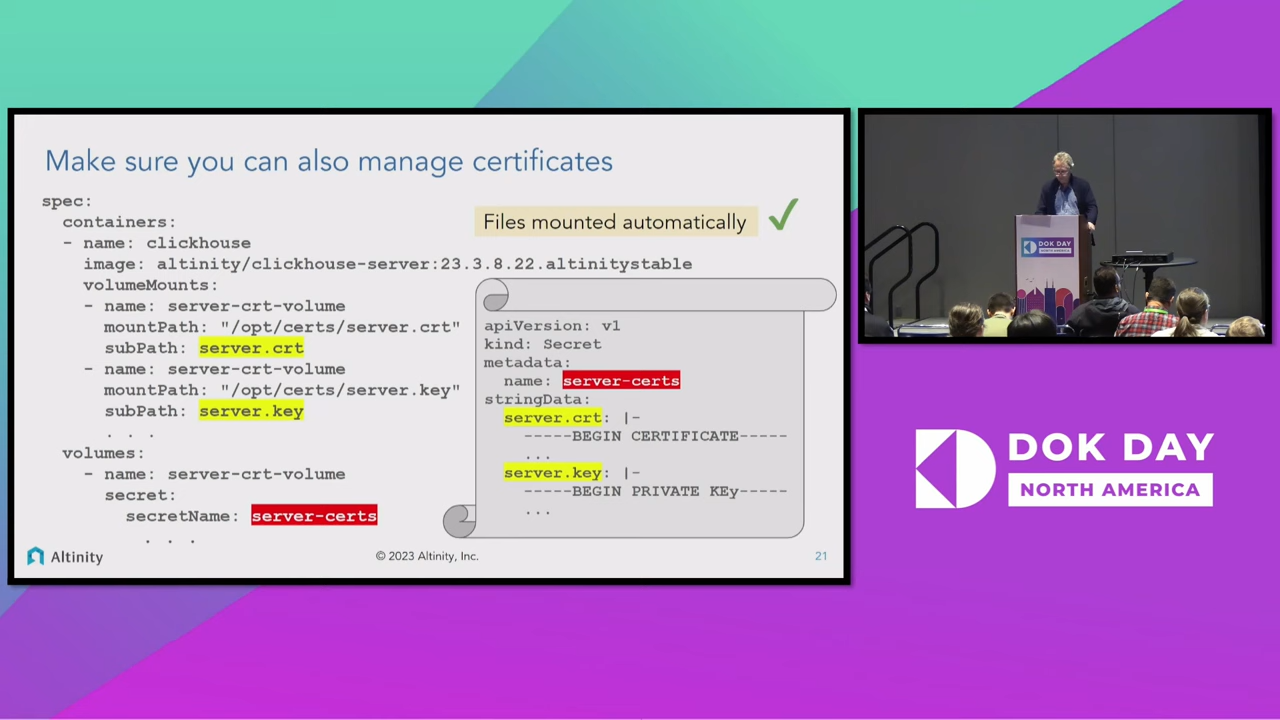 Make sure you can also manage certificates
spec:
containers:
- name: clickhouse
image: altinity/clickhouse-server:23.3.8.22.altinitystable
volumeMounts:
- name: server-crt-volume
mountPath: "/opt/certs/server.crt"
subPath: server.crt
- name: server-crt-volume
mountPath: "/opt/certs/server.key"
subPath: server.key
. . .
volumes:
- name: server-crt-volume
secret:
secretName: server-certs
. . .
Files mounted automatically
apiVersion: v1
kind: Secret
metadata:
name: server-certs
stringData:
server.crt: |-
-----BEGIN CERTIFICATE-----
...
server.key: |-
-----BEGIN PRIVATE KEy-----
...
Altinity
© 2023 Altinity, Inc.
21
DOK DAY
NORTH AMERICA
DOK DAY
NORTH AMERICA